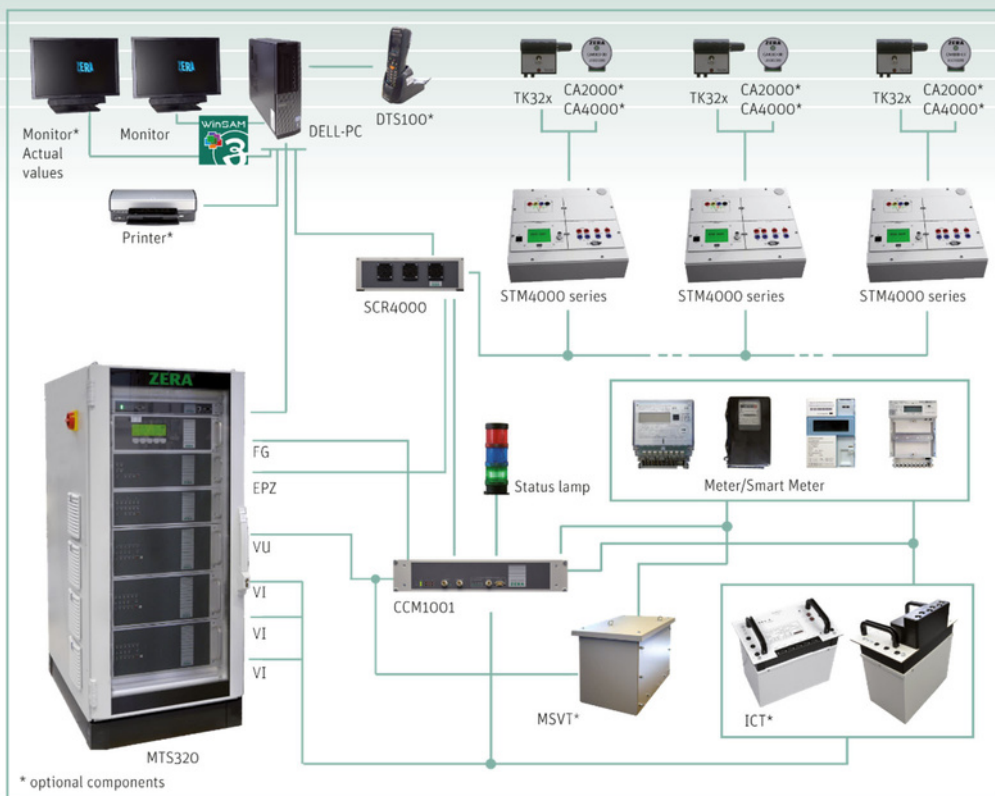 ZERA
ZERA
WinSAM
3
Monitor*
Actual
values
Monitor
DELL-PC
DTS100*
Printer*
TK32x
CA2000*
CA4000*
TK32x
CA2000*
CA4000*
TK32x
CA2000*
CA4000*
SCR4000
STM4000 series
STM4000 series
STM4000 series
ZERA
FG
EPZ
VU
VI
VI
VI
MTS320
Status lamp
Meter/Smart Meter
CCM1001
MSVT*
ICT*
* optional components